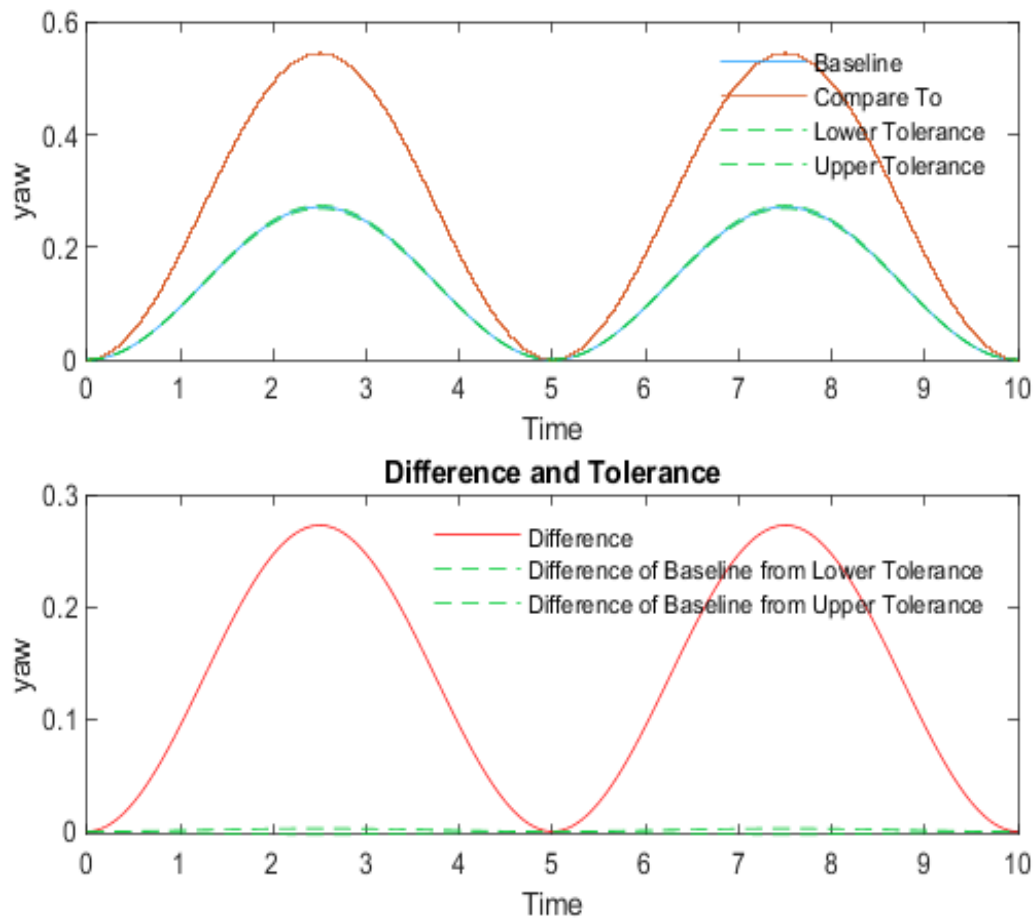 0.6
0.4
0.2
0
yaw
Baseline
Compare To
Lower Tolerance
Upper Tolerance
0 1 2 3 4 5 6 7 8 9 10
Time
Difference and Tolerance
0.3
0.2
0.1
0
yaw
Difference
Difference of Baseline from Lower Tolerance
Difference of Baseline from Upper Tolerance
0 1 2 3 4 5 6 7 8 9 10
Time